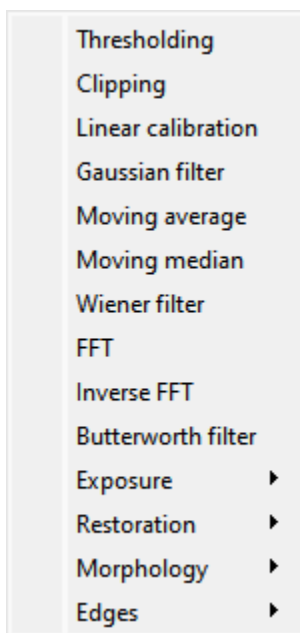 Thresholding
Clipping
Linear calibration
Gaussian filter
Moving average
Moving median
Wiener filter
FFT
Inverse FFT
Butterworth filter
Exposure
Restoration
Morphology
Edges